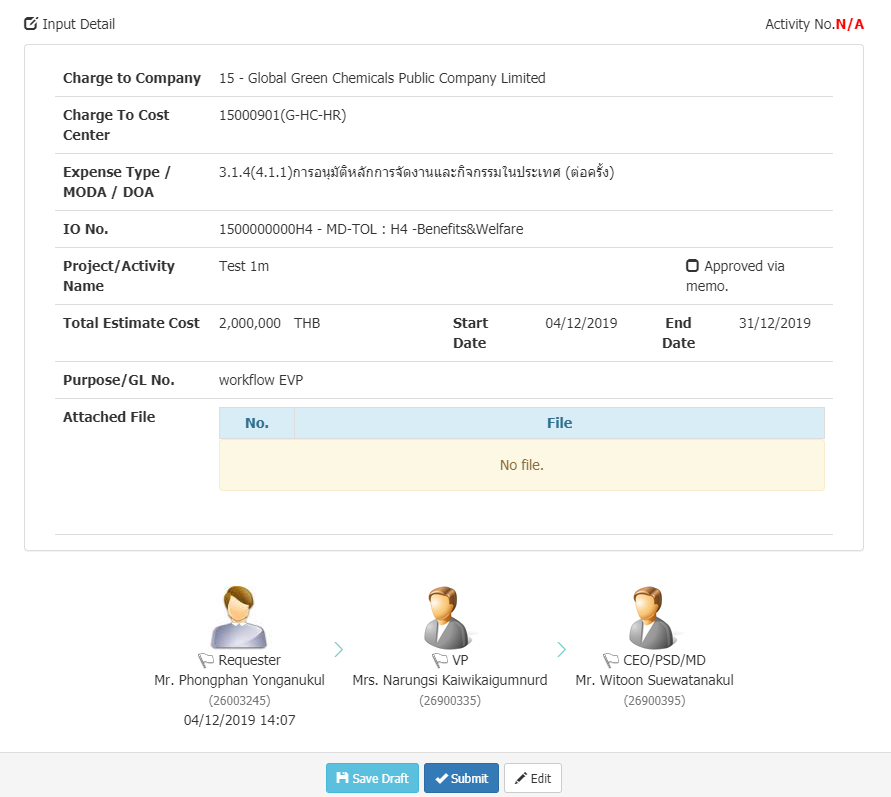 Input Detail
Activity No.N/A
Charge to Company 15 - Global Green Chemicals Public Company Limited
Charge To Cost 15000901(G-HC-HR)
Center
Expense Type / 3.1.4(4.1.1)การอนุมัติหลักการจัดงานและกิจกรรมในประเทศ (ต่อครั้ง)
MODA / DOA
IO No. 1500000000H4 - MD-TOL : H4 -Benefits&Welfare
Project/Activity Test 1m Approved via
Name memo.
Total Estimate Cost 2,000,000 THB Start 04/12/2019 End 31/12/2019
Date Date
Purpose/GL No. workflow EVP
Attached File No. File
No file.
Requester VP CEO/PSD/MD
Mr. Phongphan Yonganukul Mrs. Narungsi Kaiwikaigumnurd Mr. Witoon Suewatanakul
(26003245) (26900335) (26900395)
04/12/2019 14:07
Save Draft Submit Edit